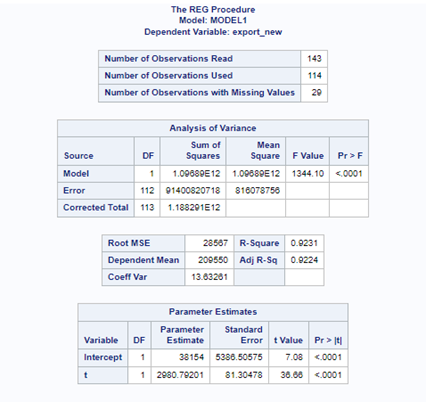 The REG Procedure
Model: MODEL1
Dependent Variable: export_new
Number of Observations Read 143
Number of Observations Used 114
Number of Observations with Missing Values 29
Analysis of Variance
Source DF Sum of Squares Mean Square F Value Pr > F
Model 1 1.09689E12 1.09689E12 1344.10 <.0001
Error 112 91400820718 816078756
Corrected Total 113 1.188291E12
Root MSE 28567 R-Square 0.9231
Dependent Mean 209550 Adj R-Sq 0.9224
Coeff Var 13.63261
Parameter Estimates
Variable DF Parameter Estimate Standard Error t Value Pr > |t|
Intercept 1 38154 5386.50575 7.08 <.0001
t 1 2980.79201 81.30478 36.66 <.0001